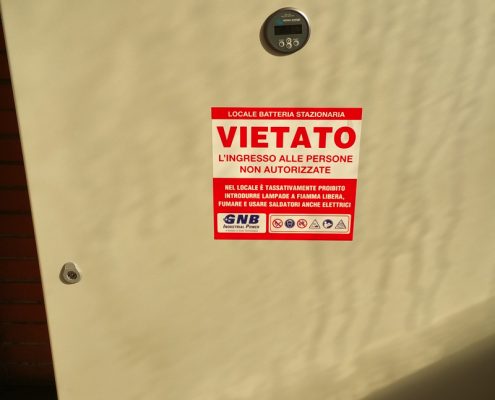 LOCALE BATTERIA STAZIONARIA
VIETATO
L'INGRESSO ALLE PERSONE
NON AUTORIZZATE
NEL LOCALE È TASSATIVAMENTE PROIBITO
INTRODURRE LAMPADE A FIAMMA LIBERA,
FUMARE E USARE SALDATORI ANCHE ELETTRICI
GNB
INDUSTRIAL POWER